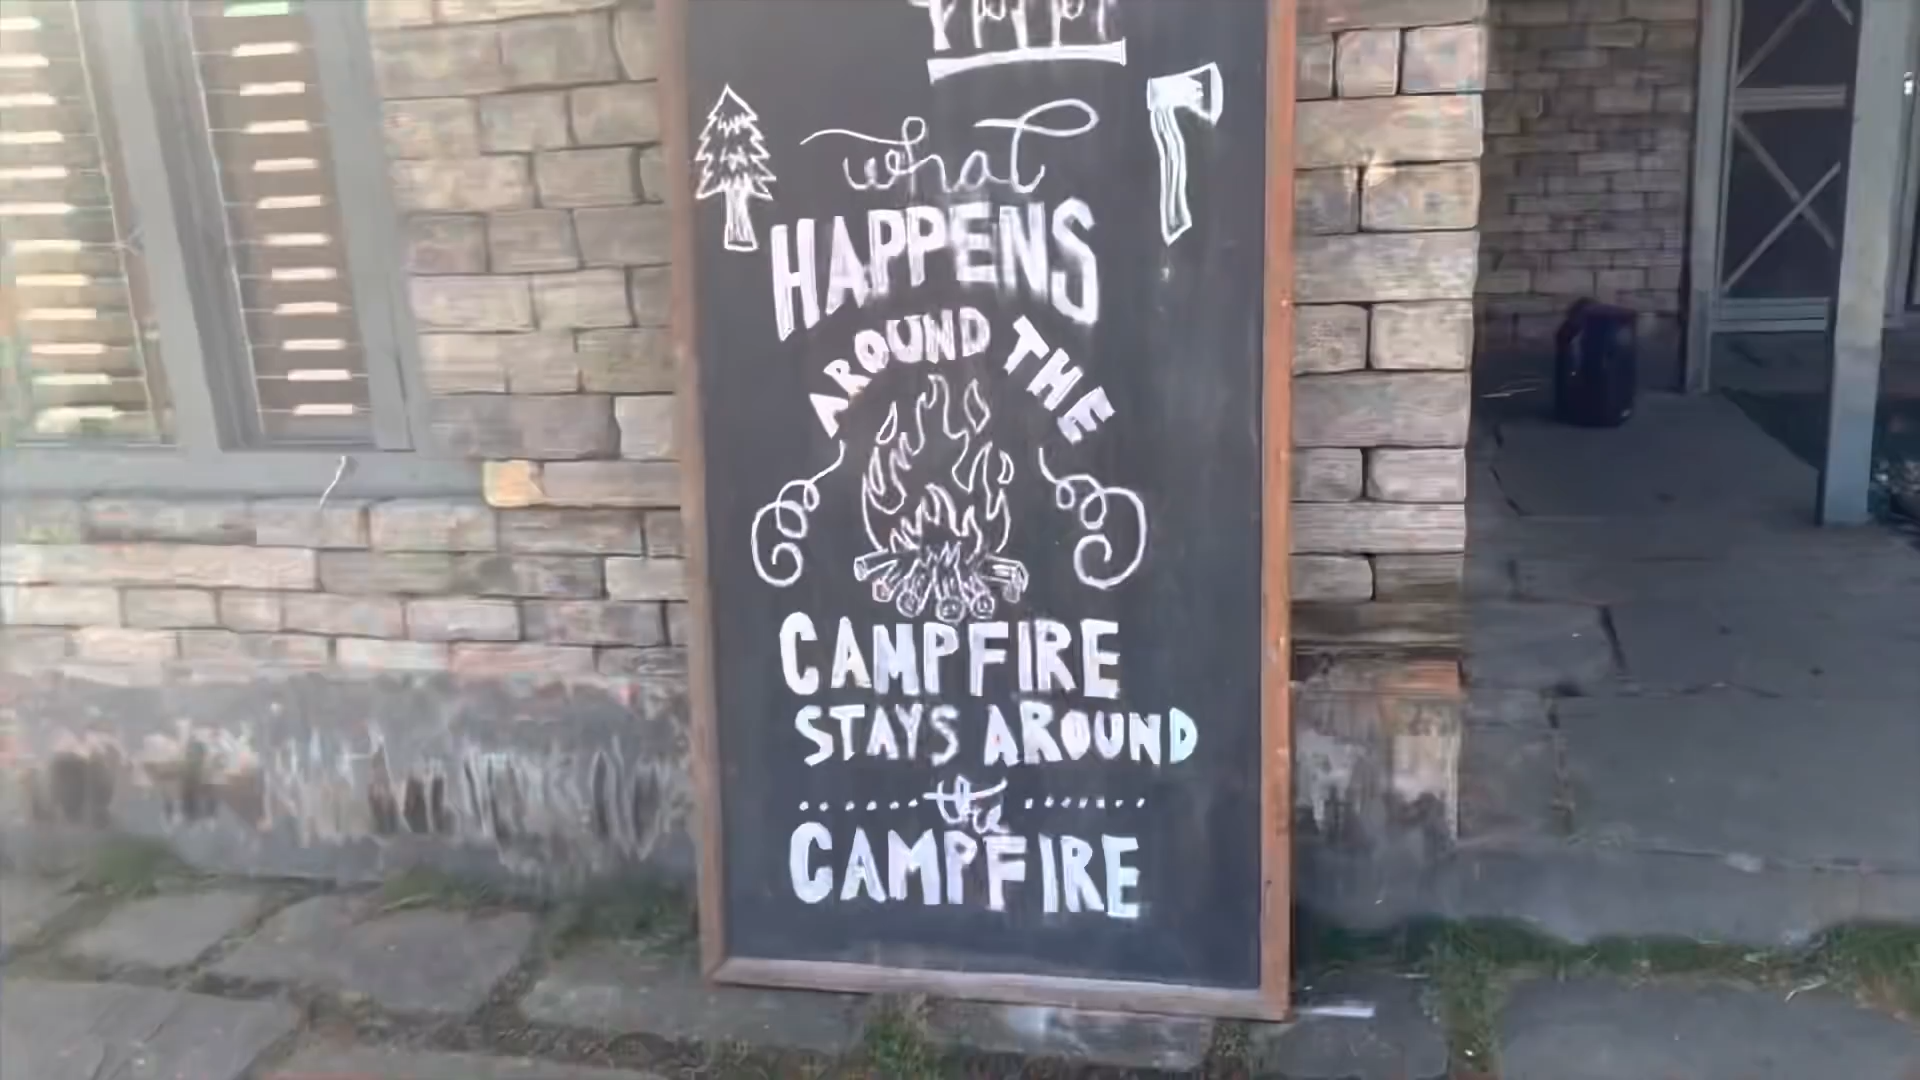 what
HAPPENS
AROUND THE
CAMPFIRE
STAYS AROUND
the
CAMPFIRE